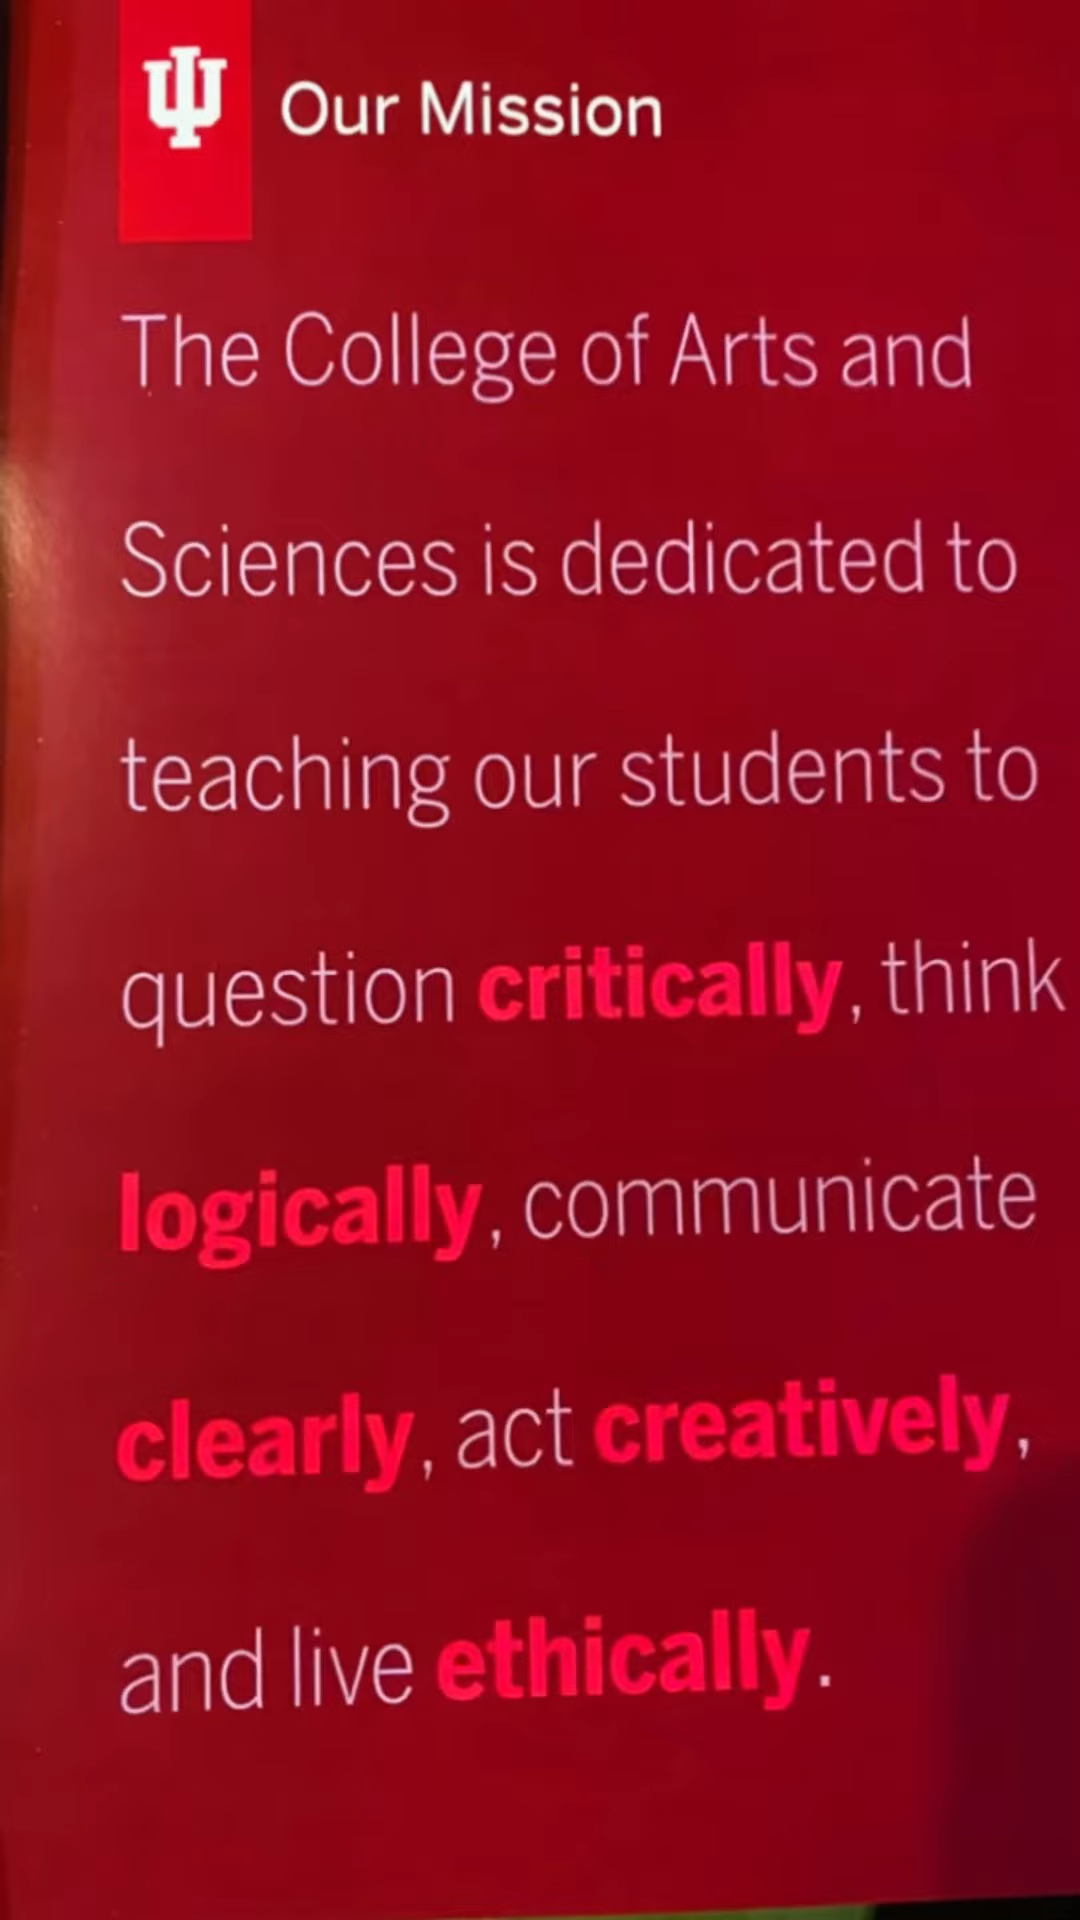 IU
Our Mission
The College of Arts and
Sciences is dedicated to
teaching our students to
question critically, think
logically, communicate
clearly, act creatively,
and live ethically.